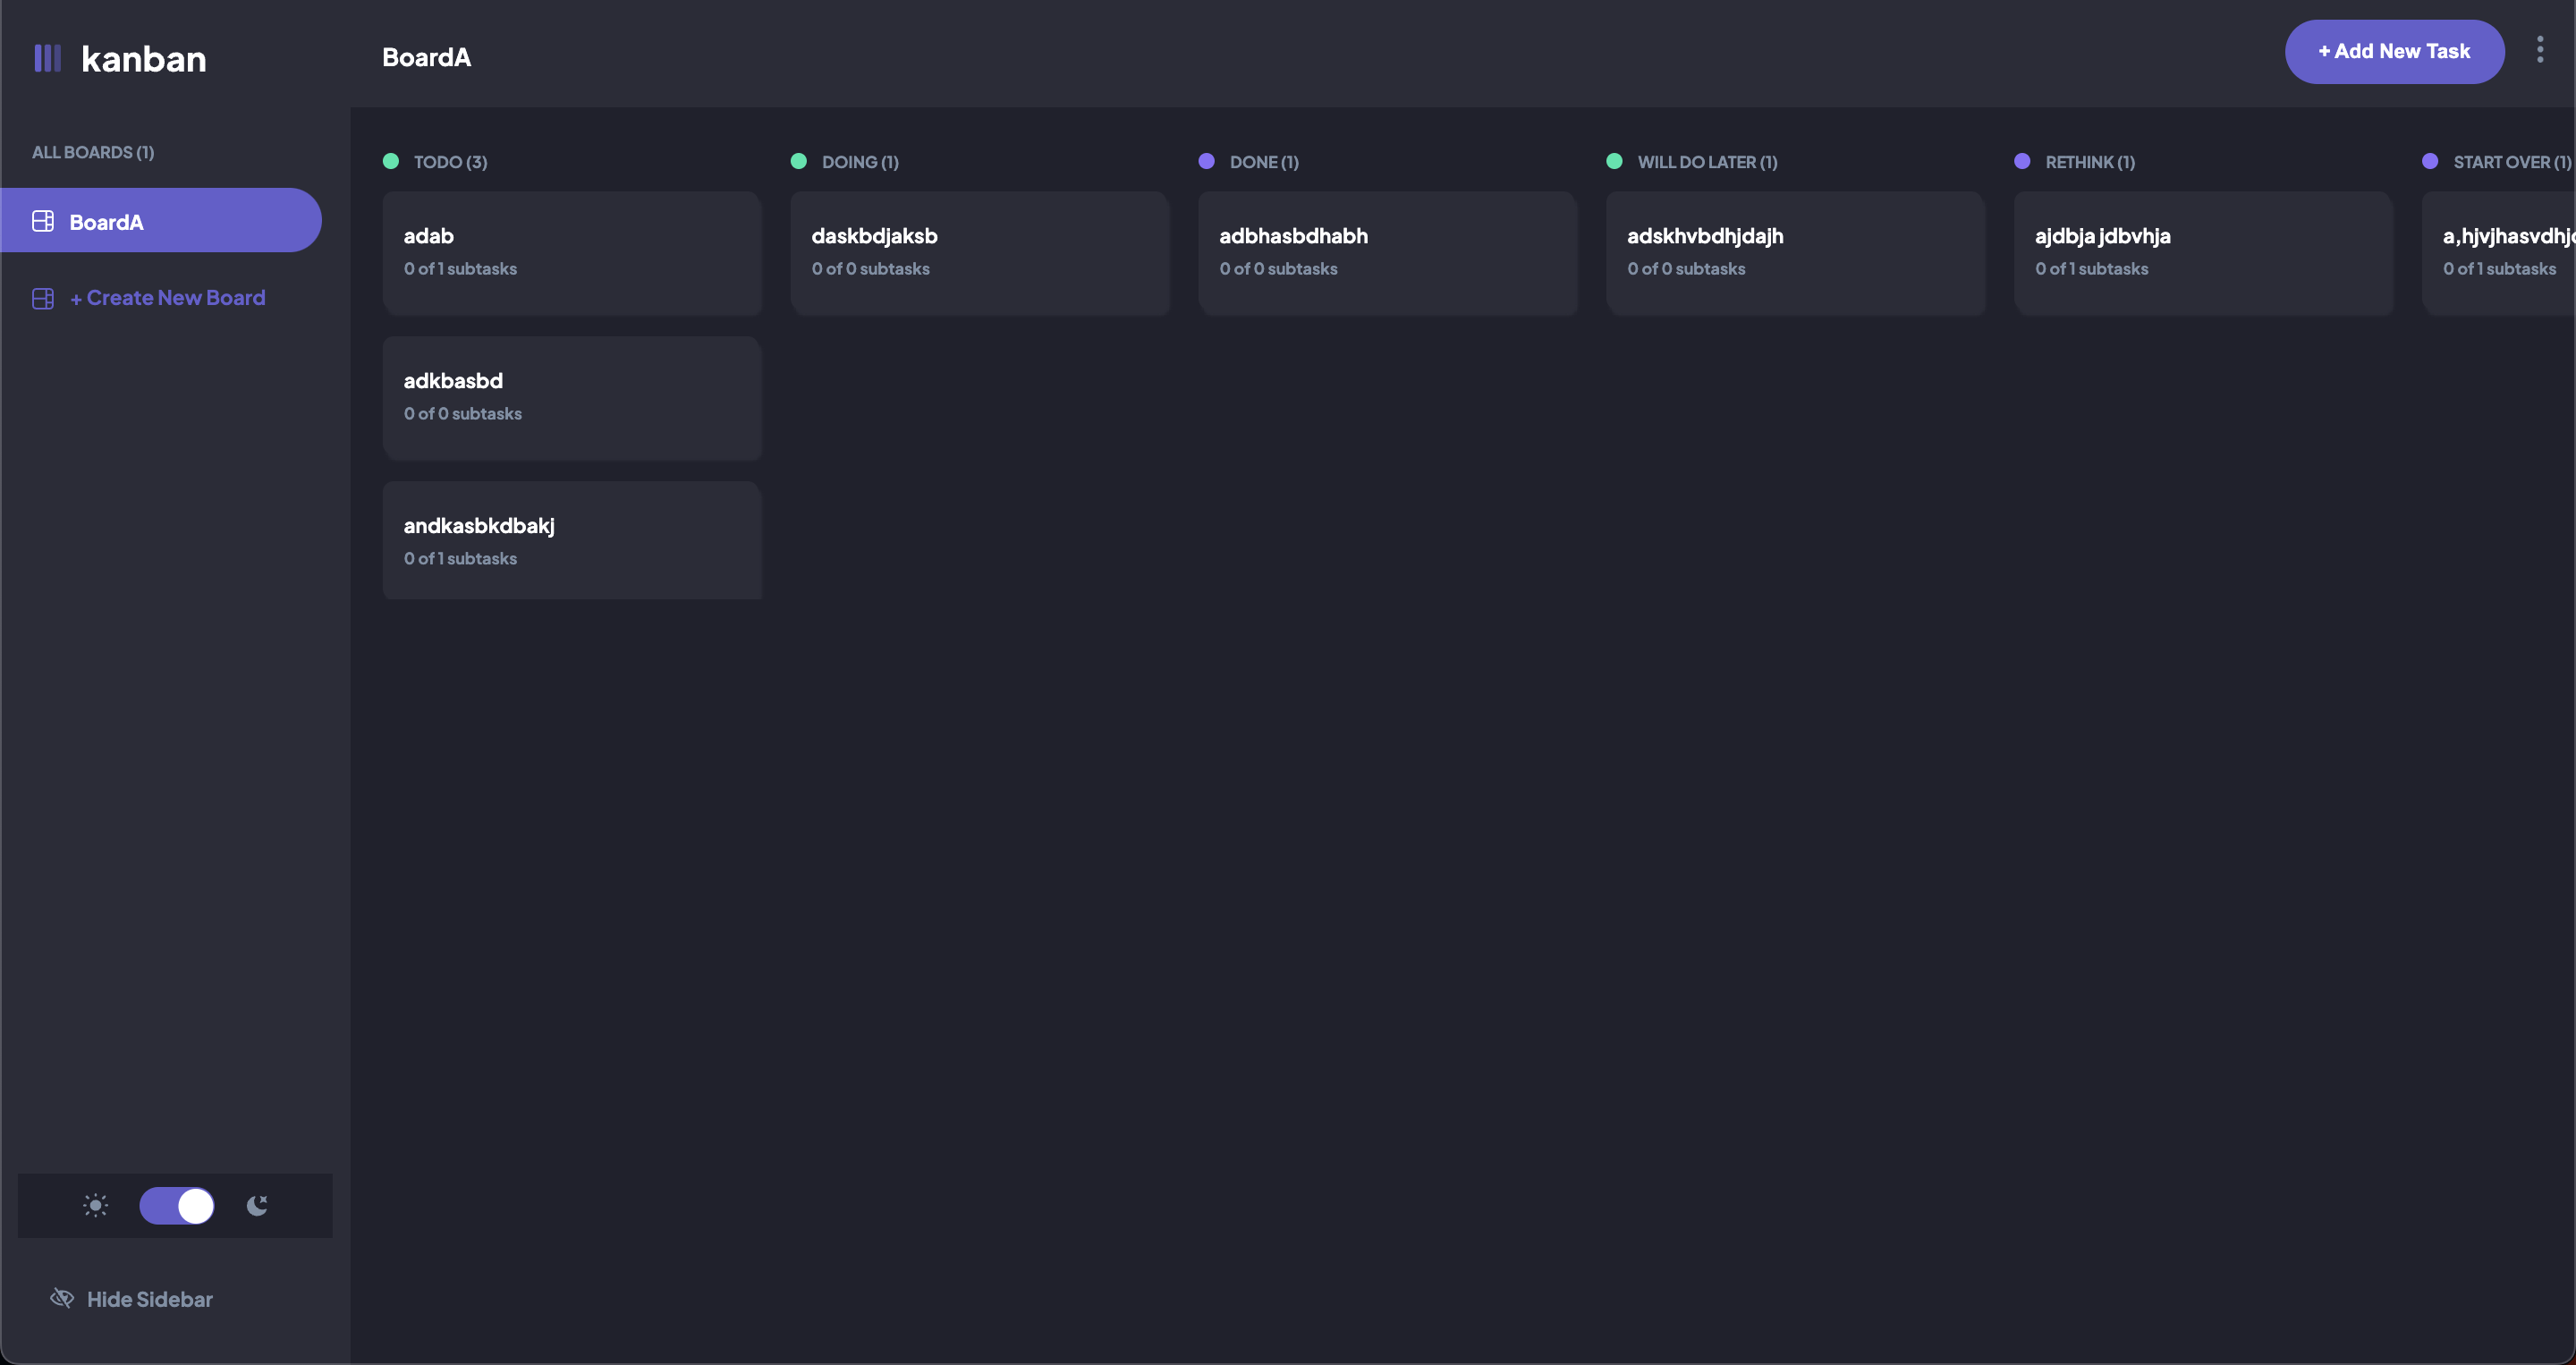 kanban
BoardA
+ Add New Task
ALL BOARDS (1)
BoardA
+ Create New Board
TODO (3)
adab
0 of 1 subtasks
adkbasbd
0 of 0 subtasks
andkasbkdbakj
0 of 1 subtasks
DOING (1)
daskbdjaksb
0 of 0 subtasks
DONE (1)
adbhasbdhabh
0 of 0 subtasks
WILL DO LATER (1)
adskhvbdhjdajh
0 of 0 subtasks
RETHINK (1)
ajdbja jdbvhja
0 of 1 subtasks
START OVER (1)
0 of 1 subtasks
Hide Sidebar